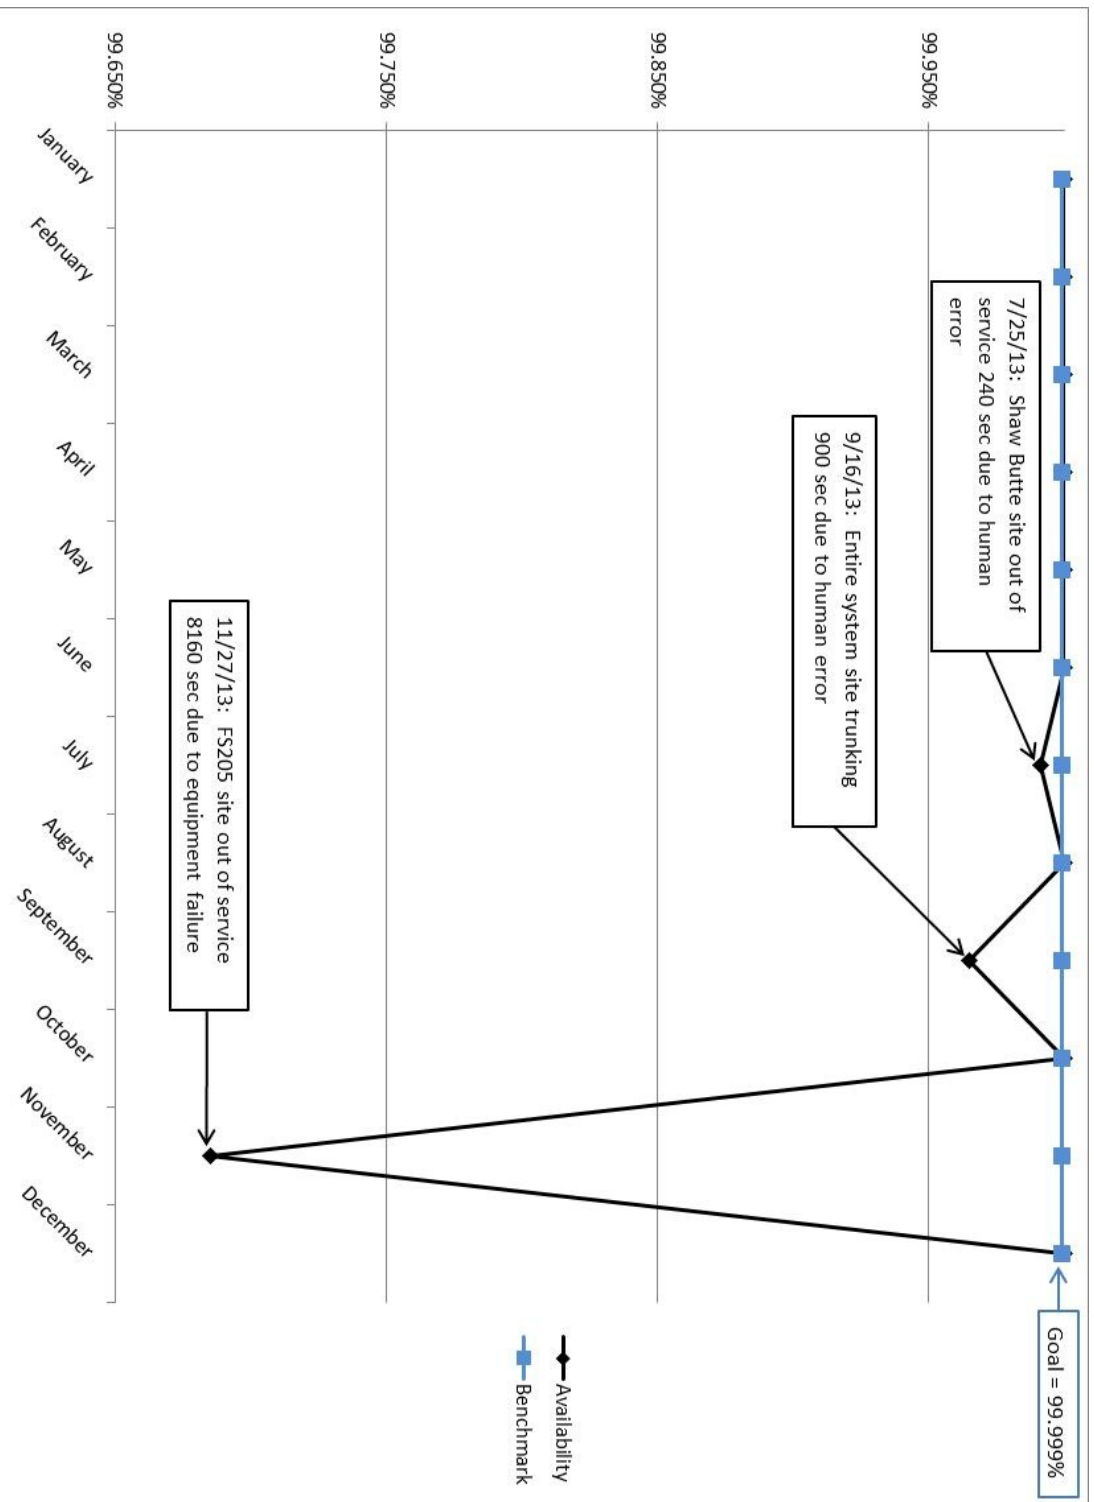 Goal = 99.999%
99.950%
99.850%
99.750%
99.650%
7/25/13: Shaw Butte site out of
service 240 sec due to human
error
9/16/13: Entire system site trunking
900 sec due to human error
11/27/13: FS205 site out of service
8160 sec due to equipment failure
Availability
Benchmark
January
February
March
April
May
June
July
August
September
October
November
December